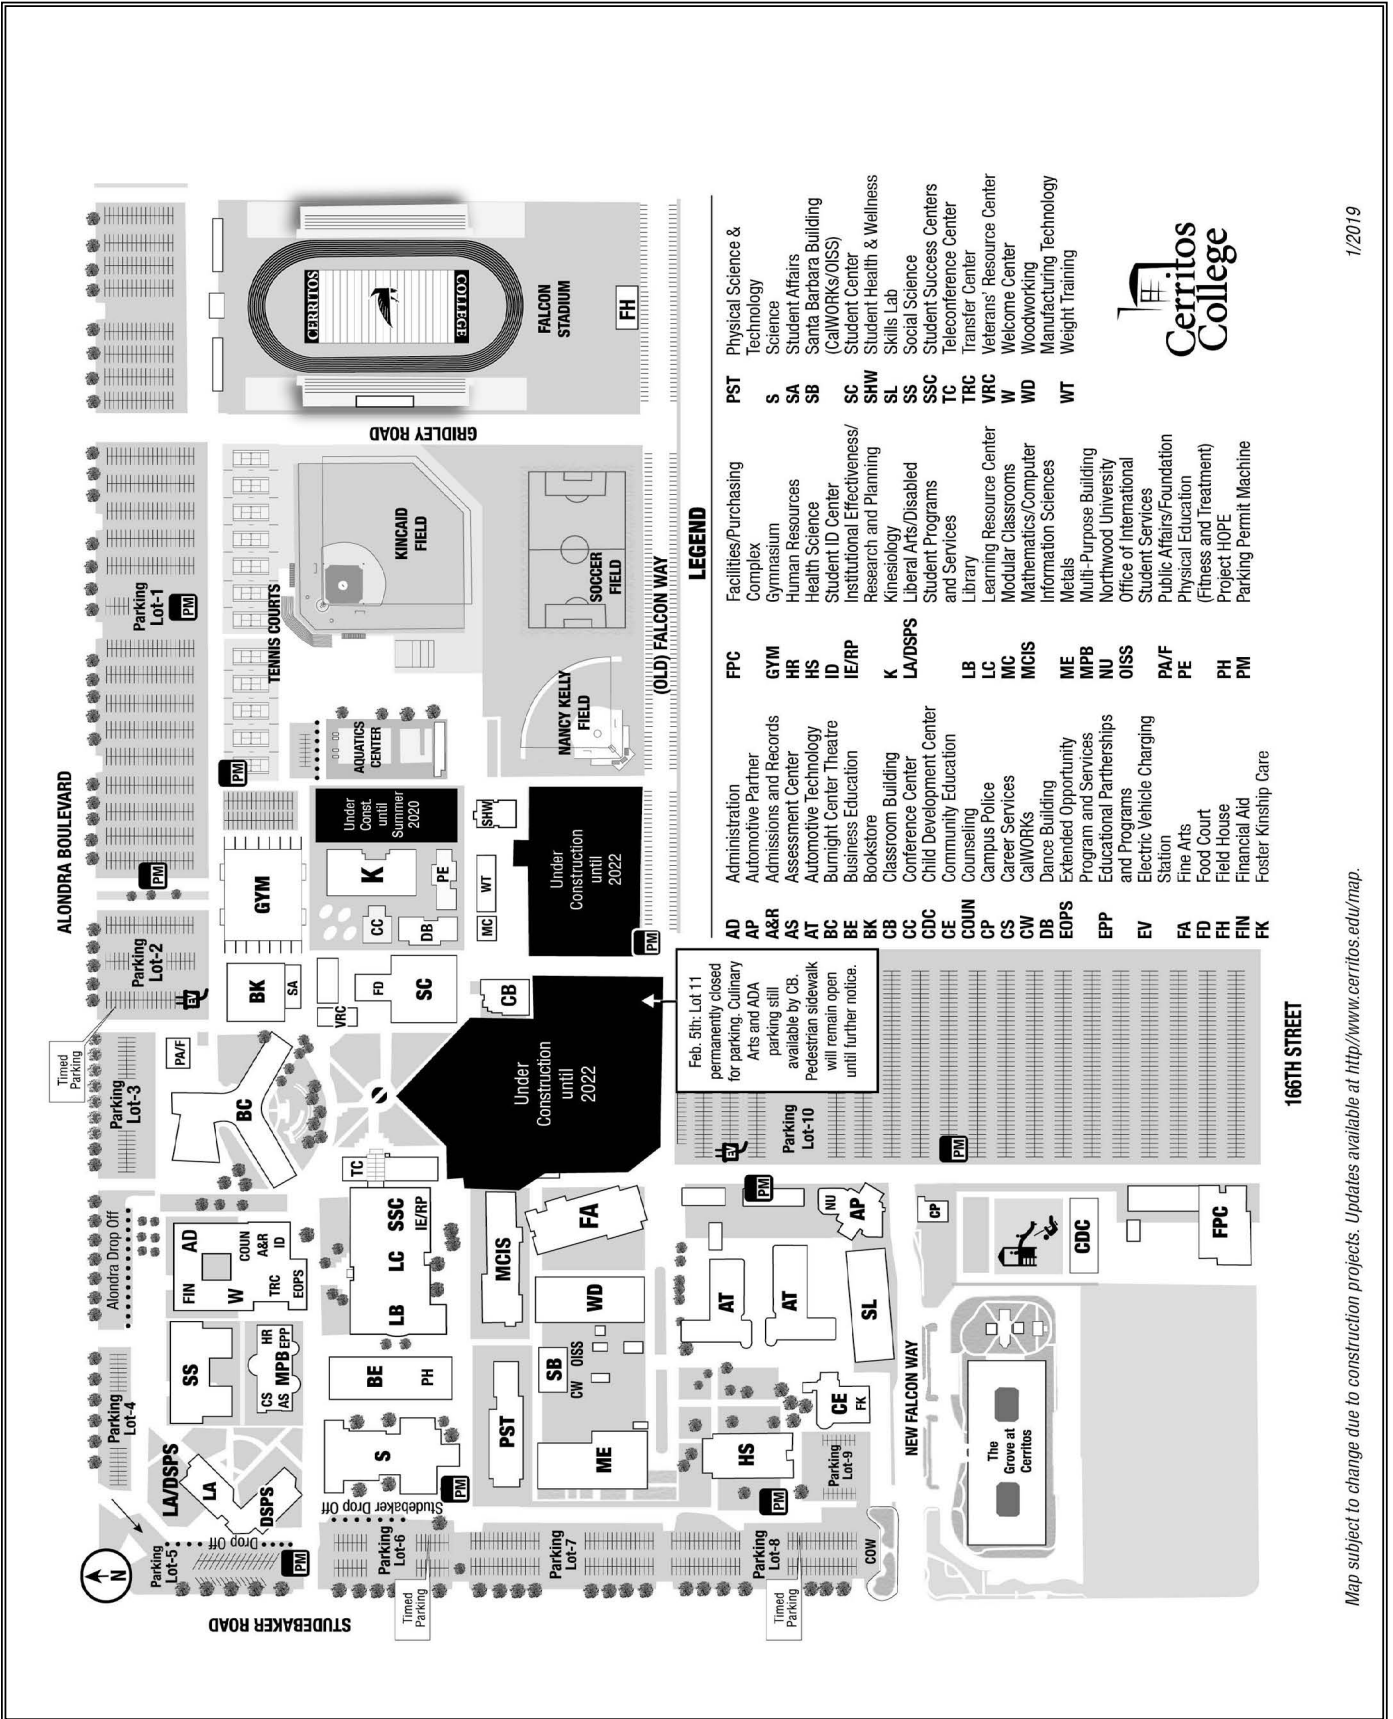 ALONDRA BOULEVARD
Timed
Parking
Parking
Lot-5
Parking
Lot-4
Alondra Drop Off
Parking
Lot-3
Parking
Lot-2
Parking
Lot-1
PM
PM
PM
PM
EV
N
STUDEBAKER ROAD
Drop Off
PM
LA/DSPS
LA
DSPS
SS
CS
AS
MPB
HR
EPP
FIN
AD
W
COUN
A&R
ID
TRC
EOPS
BC
PA/F
BK
SA
GYM
TENNIS COURTS
KINCAID
FIELD
GRIDLEY ROAD
CERRITOS
COLLEGE
FALCON
STADIUM
FH
Parking
Lot-6
Timed
Parking
Studebaker Drop Off
PM
S
BE
PH
LB
LC
SSC
IE/RP
TC
VRC
FD
SC
CC
K
DB
PE
Under
Const.
until
Summer
2020
AQUATICS
CENTER
MC
WT
SHW
CB
Under
Construction
until
2022
Under
Construction
until
2022
NANCY KELLY
FIELD
SOCCER
FIELD
(OLD) FALCON WAY
Parking
Lot-7
PST
ME
SB
CW
OISS
MCIS
WD
FA
Parking
Lot-8
Timed
Parking
PM
HS
Parking
Lot-9
CE
FK
AT
AT
SL
NU
AP
PM
EV
Parking
Lot-10
PM
Feb. 5th: Lot 11
permanently closed
for parking. Culinary
Arts and ADA
parking still
available by CB.
Pedestrian sidewalk
will remain open
until further notice.
COW
NEW FALCON WAY
The
Grove at
Cerritos
CP
CDC
FPC
166TH STREET
LEGEND
AD Administration
AP Automotive Partner
A&R Admissions and Records
AS Assessment Center
AT Automotive Technology
BC Burnight Center Theatre
BE Business Education
BK Bookstore
CB Classroom Building
CC Conference Center
CDC Child Development Center
CE Community Education
COUN Counseling
CP Campus Police
CS Career Services
CW CalWORKs
DB Dance Building
EOPS Extended Opportunity
Program and Services
EPP Educational Partnerships
and Programs
EV Electric Vehicle Charging
Station
FA Fine Arts
FD Food Court
FH Field House
FIN Financial Aid
FK Foster Kinship Care
FPC Facilities/Purchasing
Complex
GYM Gymnasium
HR Human Resources
HS Health Science
ID Student ID Center
IE/RP Institutional Effectiveness/
Research and Planning
K Kinesiology
LA/DSPS Liberal Arts/Disabled
Student Programs
and Services
LB Library
LC Learning Resource Center
MC Modular Classrooms
MCIS Mathematics/Computer
Information Sciences
ME Metals
MPB Multi-Purpose Building
NU Northwood University
OISS Office of International
Student Services
PA/F Public Affairs/Foundation
PE Physical Education
(Fitness and Treatment)
PH Project HOPE
PM Parking Permit Machine
PST Physical Science &
Technology
S Science
SA Student Affairs
SB Santa Barbara Building
(CalWORKs/OISS)
SC Student Center
SHW Student Health & Wellness
SL Skills Lab
SS Social Science
SSC Student Success Centers
TC Teleconference Center
TRC Transfer Center
VRC Veterans' Resource Center
W Welcome Center
WD Woodworking
Manufacturing Technology
WT Weight Training
Cerritos
College
Map subject to change due to construction projects. Updates available at http//www.cerritos.edu/map.
1/2019